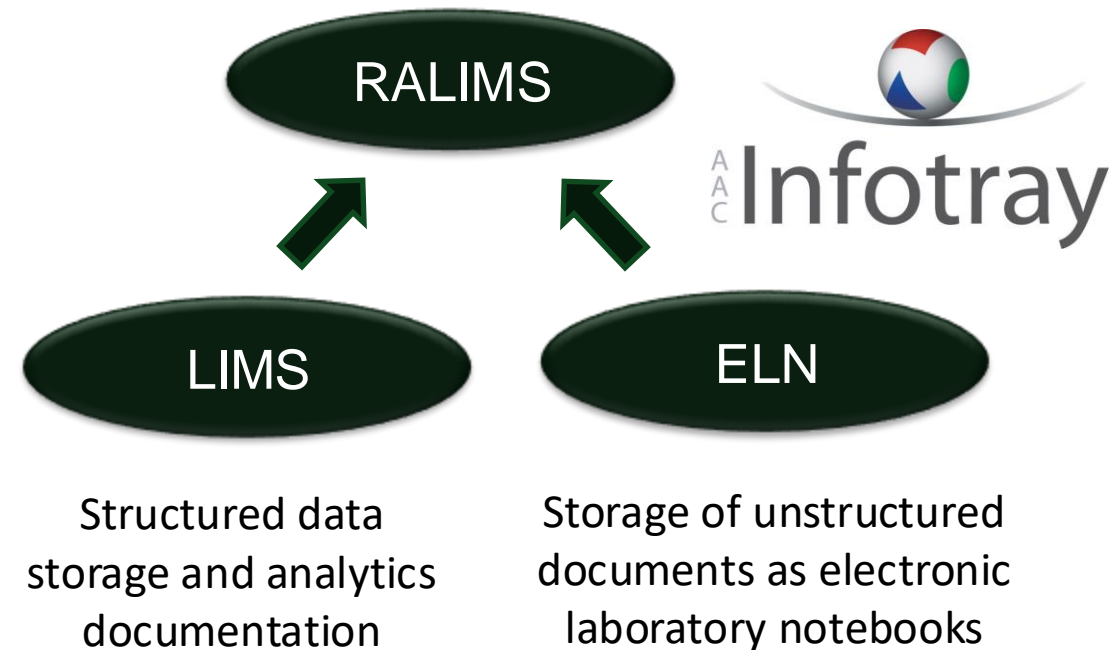 RALIMS
AAC Infotray
LIMS
ELN
Structured data
storage and analytics
documentation
Storage of unstructured
documents as electronic
laboratory notebooks